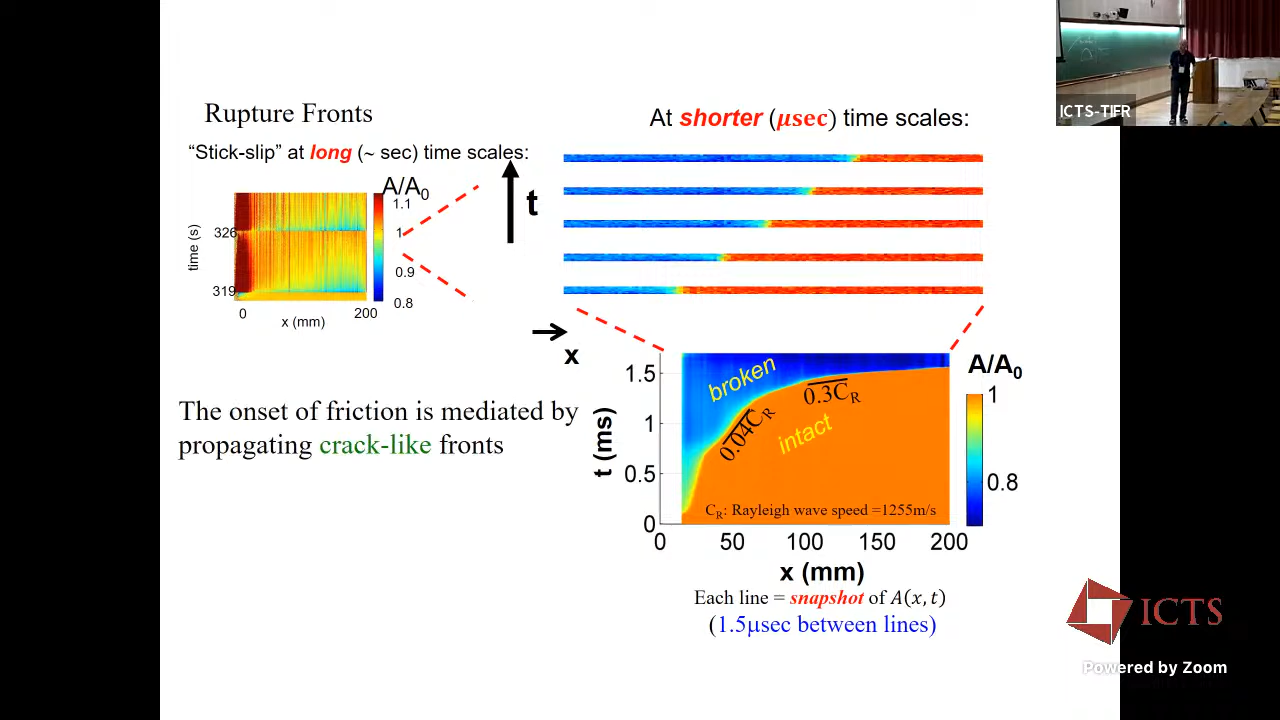 Rupture Fronts
“Stick-slip” at long (~ sec) time scales:
A/A0
1.1
1
0.9
0.8
time (s)
326
319
0
200
x (mm)
t
x
At shorter (μsec) time scales:
ICTS-TIFR
The onset of friction is mediated by
propagating crack-like fronts
broken
0.04CR
0.3CR
intact
CR: Rayleigh wave speed =1255m/s
t (ms)
1.5
1
0.5
0
0 50 100 150 200
x (mm)
A/A0
1
0.8
Each line = snapshot of A(x, t)
(1.5μsec between lines)
ICTS
Powered by Zoom